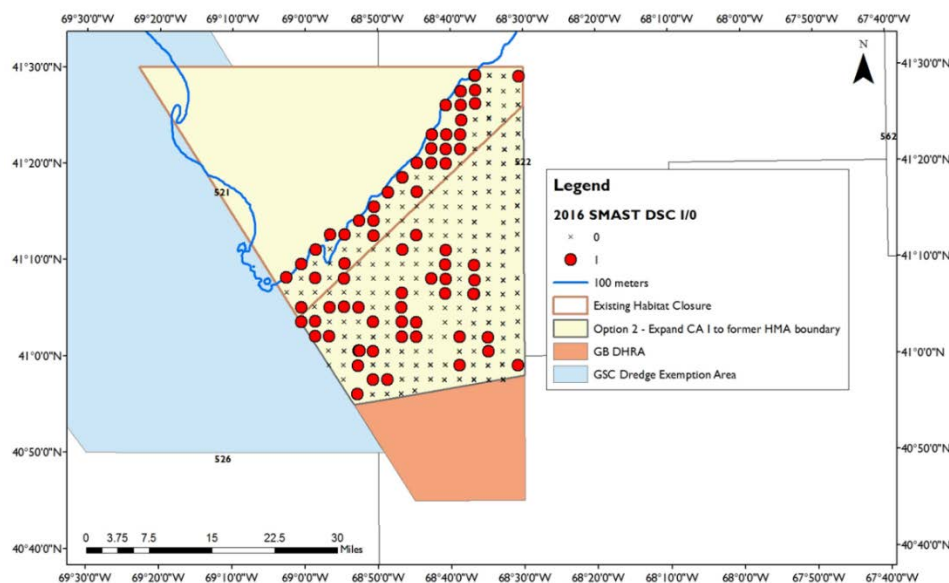 69°30'0"W 69°20'0"W 69°10'0"W 69°0'0"W 68°50'0"W 68°40'0"W 68°30'0"W 68°20'0"W 68°10'0"W 68°0'0"W 67°50'0"W 67°40'0"W
N
41°30'0"N 41°30'0"N
562
41°20'0"N 522 41°20'0"N
521
Legend
2016 SMAST DSC 1/0
0
1
41°10'0"N 41°10'0"N
100 meters
Existing Habitat Closure
Option 2 - Expand CA I to former HMA boundary
41°0'0"N 41°0'0"N
GB DHRA
GSC Dredge Exemption Area
40°50'0"N 40°50'0"N
526
0 3.75 7.5 15 22.5 30
Miles
40°40'0"N 40°40'0"N
69°30'0"W 69°20'0"W 69°10'0"W 69°0'0"W 68°50'0"W 68°40'0"W 68°30'0"W 68°20'0"W 68°10'0"W 68°0'0"W 67°50'0"W 67°40'0"W